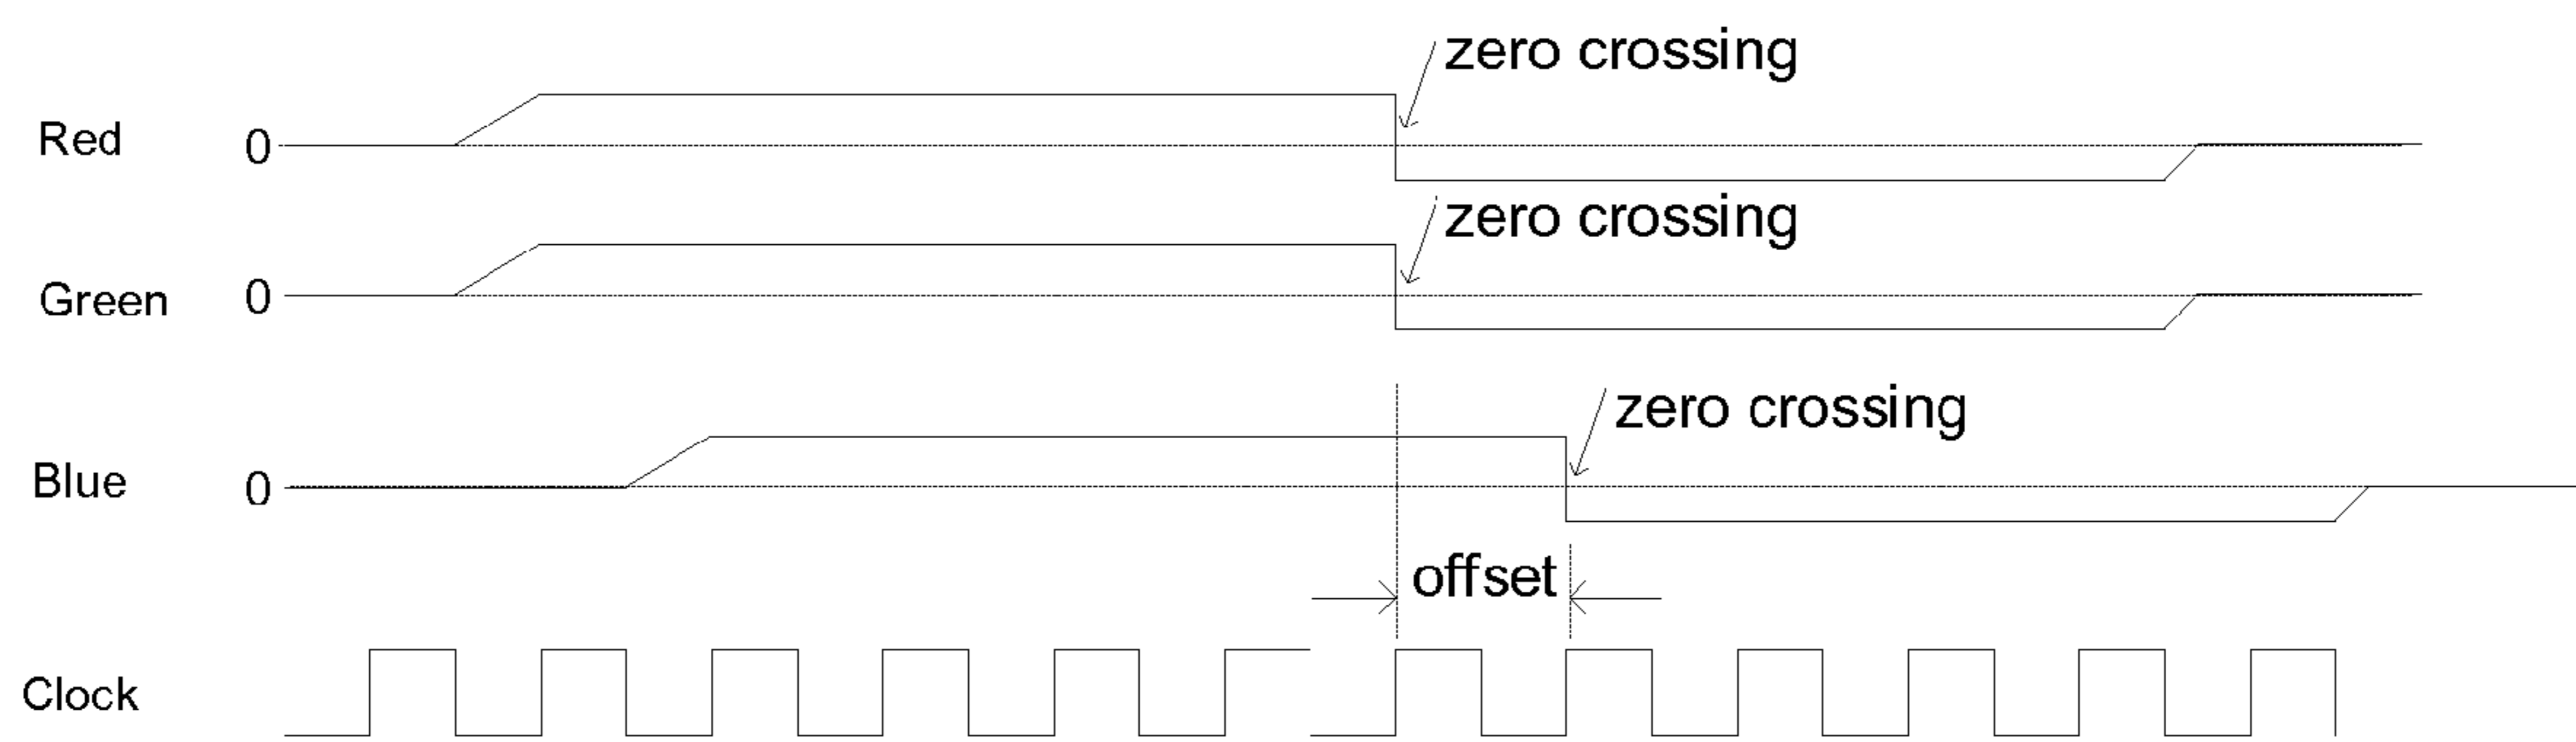 zero crossing
Red 0
zero crossing
Green 0
zero crossing
Blue 0
offset
Clock